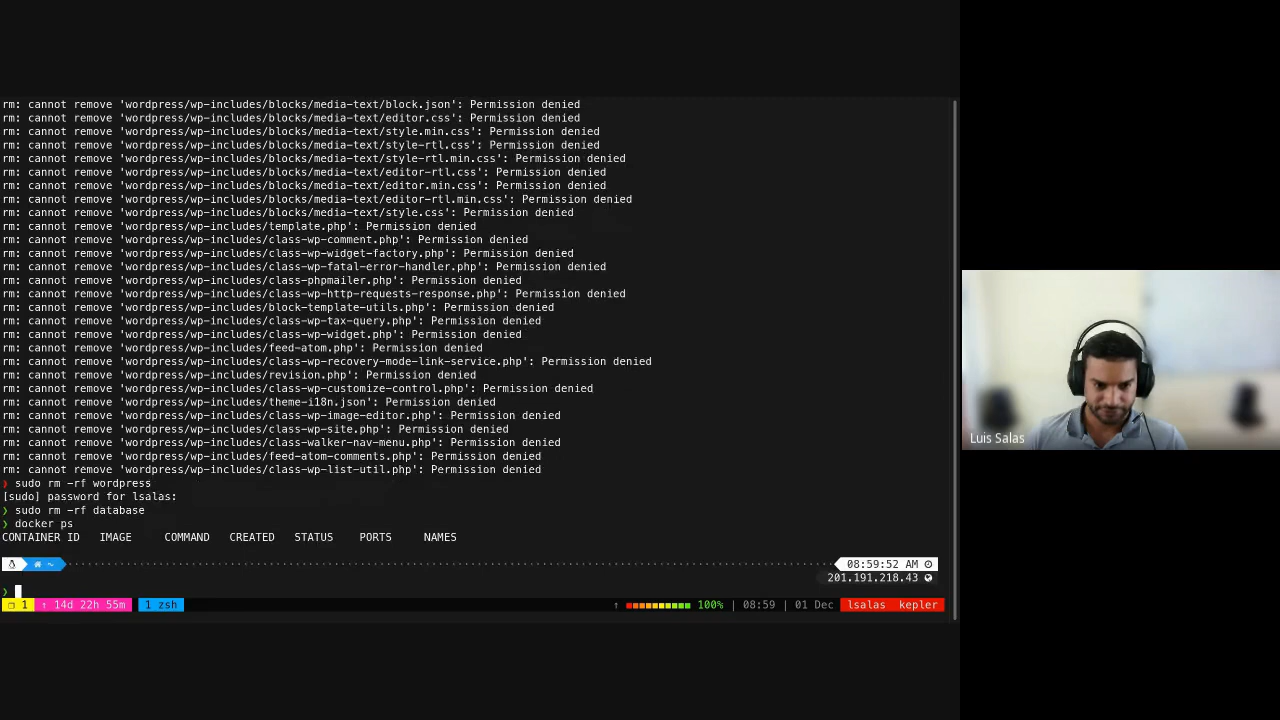 rm: cannot remove 'wordpress/wp-includes/blocks/media-text/block.json': Permission denied
rm: cannot remove 'wordpress/wp-includes/blocks/media-text/editor.css': Permission denied
rm: cannot remove 'wordpress/wp-includes/blocks/media-text/style.min.css': Permission denied
rm: cannot remove 'wordpress/wp-includes/blocks/media-text/style-rtl.css': Permission denied
rm: cannot remove 'wordpress/wp-includes/blocks/media-text/style-rtl.min.css': Permission denied
rm: cannot remove 'wordpress/wp-includes/blocks/media-text/editor-rtl.css': Permission denied
rm: cannot remove 'wordpress/wp-includes/blocks/media-text/editor.min.css': Permission denied
rm: cannot remove 'wordpress/wp-includes/blocks/media-text/editor-rtl.min.css': Permission denied
rm: cannot remove 'wordpress/wp-includes/blocks/media-text/style.css': Permission denied
rm: cannot remove 'wordpress/wp-includes/template.php': Permission denied
rm: cannot remove 'wordpress/wp-includes/class-wp-comment.php': Permission denied
rm: cannot remove 'wordpress/wp-includes/class-wp-widget-factory.php': Permission denied
rm: cannot remove 'wordpress/wp-includes/class-wp-fatal-error-handler.php': Permission denied
rm: cannot remove 'wordpress/wp-includes/class-phpmailer.php': Permission denied
rm: cannot remove 'wordpress/wp-includes/class-wp-http-requests-response.php': Permission denied
rm: cannot remove 'wordpress/wp-includes/block-template-utils.php': Permission denied
rm: cannot remove 'wordpress/wp-includes/class-wp-tax-query.php': Permission denied
rm: cannot remove 'wordpress/wp-includes/class-wp-widget.php': Permission denied
rm: cannot remove 'wordpress/wp-includes/feed-atom.php': Permission denied
rm: cannot remove 'wordpress/wp-includes/class-wp-recovery-mode-link-service.php': Permission denied
rm: cannot remove 'wordpress/wp-includes/revision.php': Permission denied
rm: cannot remove 'wordpress/wp-includes/class-wp-customize-control.php': Permission denied
rm: cannot remove 'wordpress/wp-includes/theme-i18n.json': Permission denied
rm: cannot remove 'wordpress/wp-includes/class-wp-image-editor.php': Permission denied
rm: cannot remove 'wordpress/wp-includes/class-wp-site.php': Permission denied
rm: cannot remove 'wordpress/wp-includes/class-walker-nav-menu.php': Permission denied
rm: cannot remove 'wordpress/wp-includes/feed-atom-comments.php': Permission denied
rm: cannot remove 'wordpress/wp-includes/class-wp-list-util.php': Permission denied
❯ sudo rm -rf wordpress
[sudo] password for lsalas:
❯ sudo rm -rf database
❯ docker ps
CONTAINER ID   IMAGE     COMMAND   CREATED   STATUS    PORTS     NAMES
~ 08:59:52 AM
201.191.218.43
❯
1 ↑ 14d 22h 55m 1 zsh ↑ 100% | 08:59 | 01 Dec lsalas kepler
Luis Salas